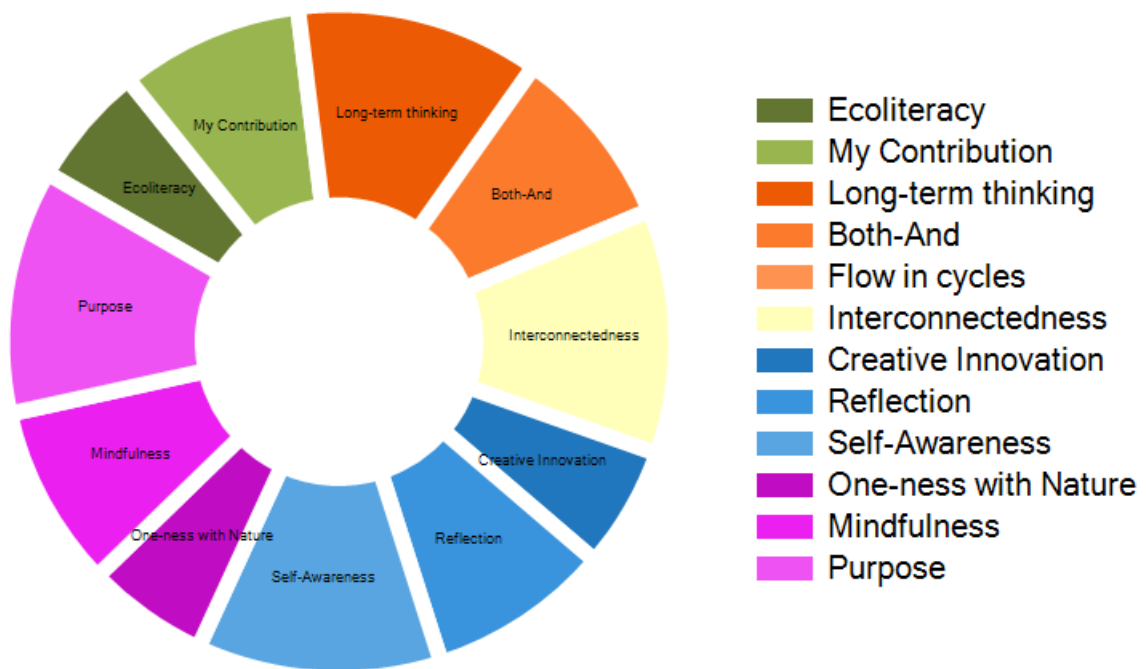 My Contribution
Long-term thinking
Both-And
Ecoliteracy
Purpose
Interconnectedness
Mindfulness
Creative Innovation
One-ness with Nature
Reflection
Self-Awareness
Ecoliteracy
My Contribution
Long-term thinking
Both-And
Flow in cycles
Interconnectedness
Creative Innovation
Reflection
Self-Awareness
One-ness with Nature
Mindfulness
Purpose